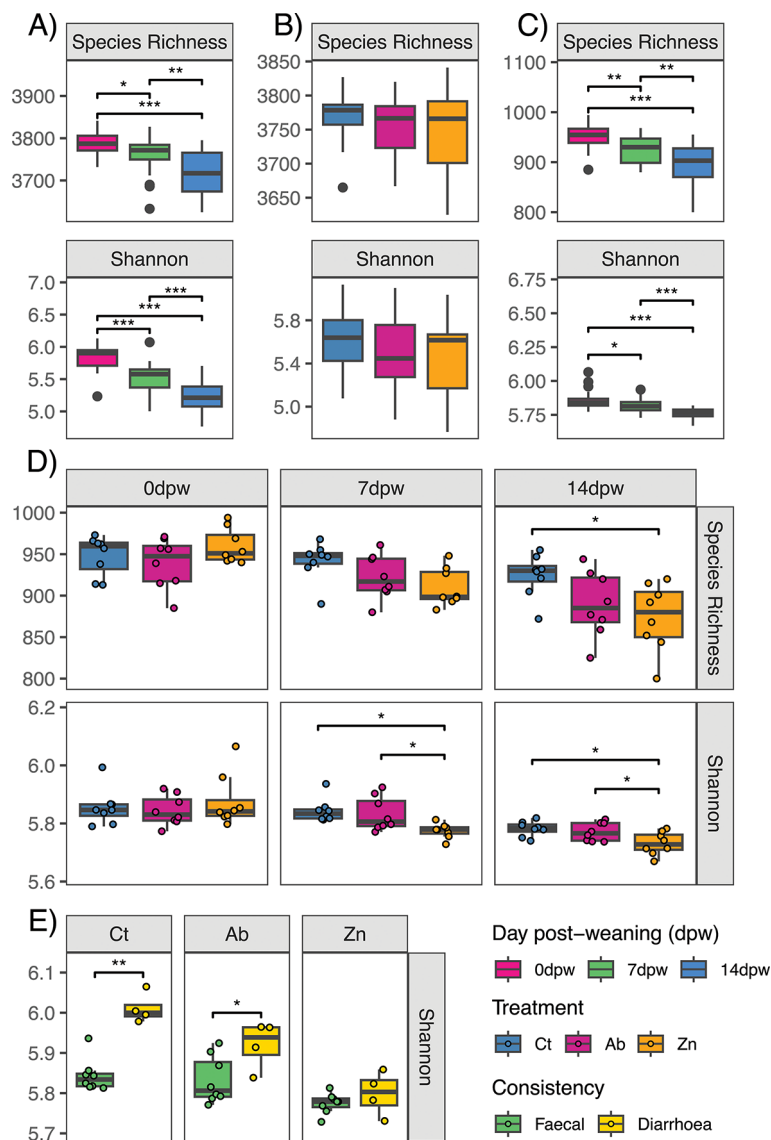 A)
B)
C)
Species Richness
Species Richness
Species Richness
3900
3800
3700
*
**
***
3850
3800
3750
3700
3650
1100
1000
900
800
**
**
***
Shannon
Shannon
Shannon
7.0
6.5
6.0
5.5
5.0
***
***
***
5.8
5.4
5.0
6.75
6.50
6.25
6.00
5.75
***
***
*
D)
0dpw
7dpw
14dpw
1000
950
900
850
800
*
Species Richness
6.2
6.0
5.8
5.6
*
*
*
*
Shannon
E)
Ct
Ab
Zn
6.1
6.0
5.9
5.8
5.7
**
*
Shannon
Day post−weaning (dpw)
0dpw
7dpw
14dpw
Treatment
Ct
Ab
Zn
Consistency
Faecal
Diarrhoea